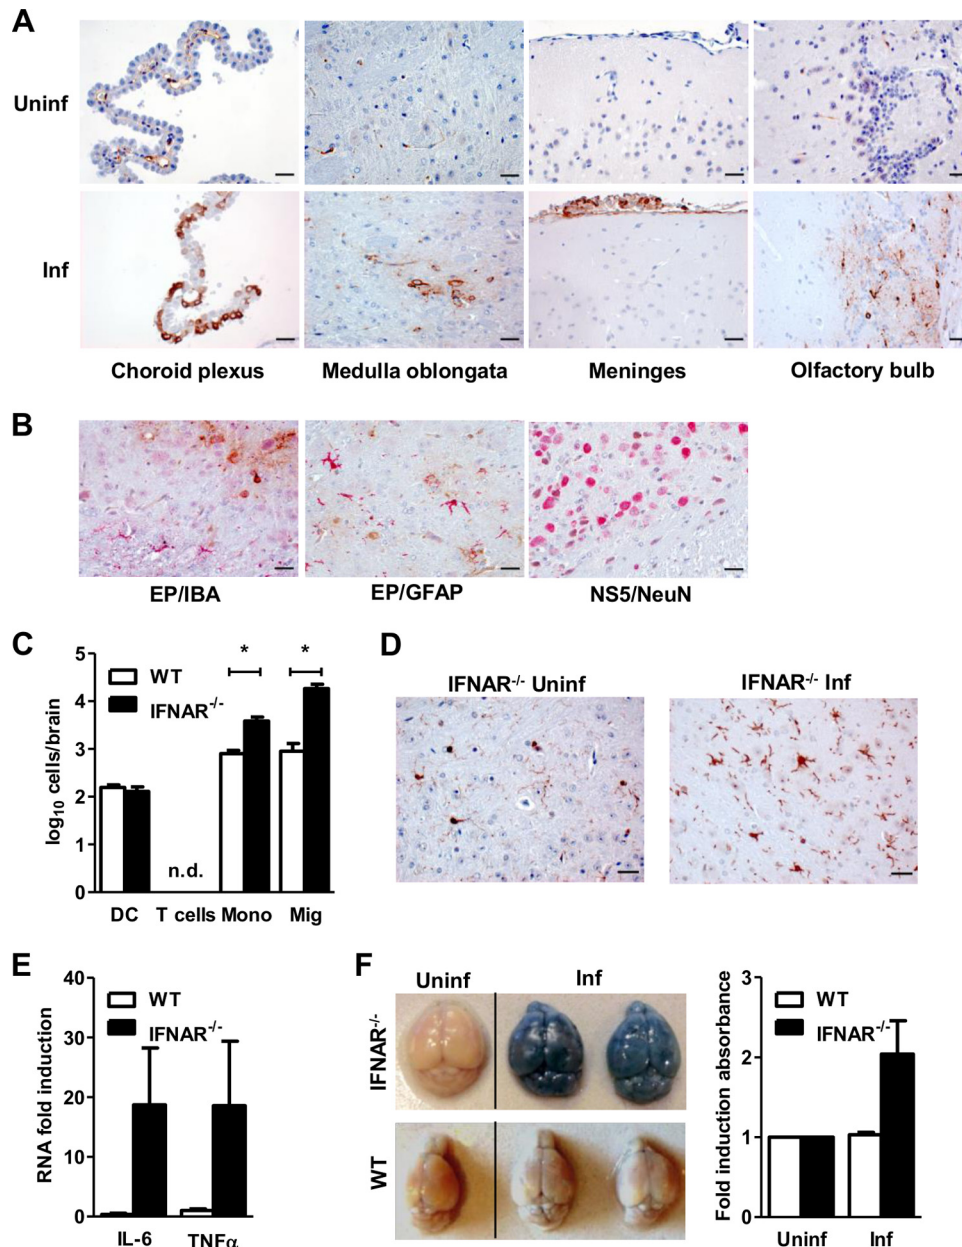 A
Uninf
Inf
Choroid plexus
Medulla oblongata
Meninges
Olfactory bulb
B
EP/IBA
EP/GFAP
NS5/NeuN
C
WT
IFNAR-/-
log10 cells/brain
5
4
3
2
1
0
n.d.
* *
DC T cells Mono Mig
D
IFNAR-/- Uninf
IFNAR-/- Inf
E
WT
IFNAR-/-
RNA fold induction
40
30
20
10
0
IL-6 TNFα
F
Uninf Inf
IFNAR-/-
WT
Fold induction absorbance
3
2
1
0
WT
IFNAR-/-
Uninf Inf